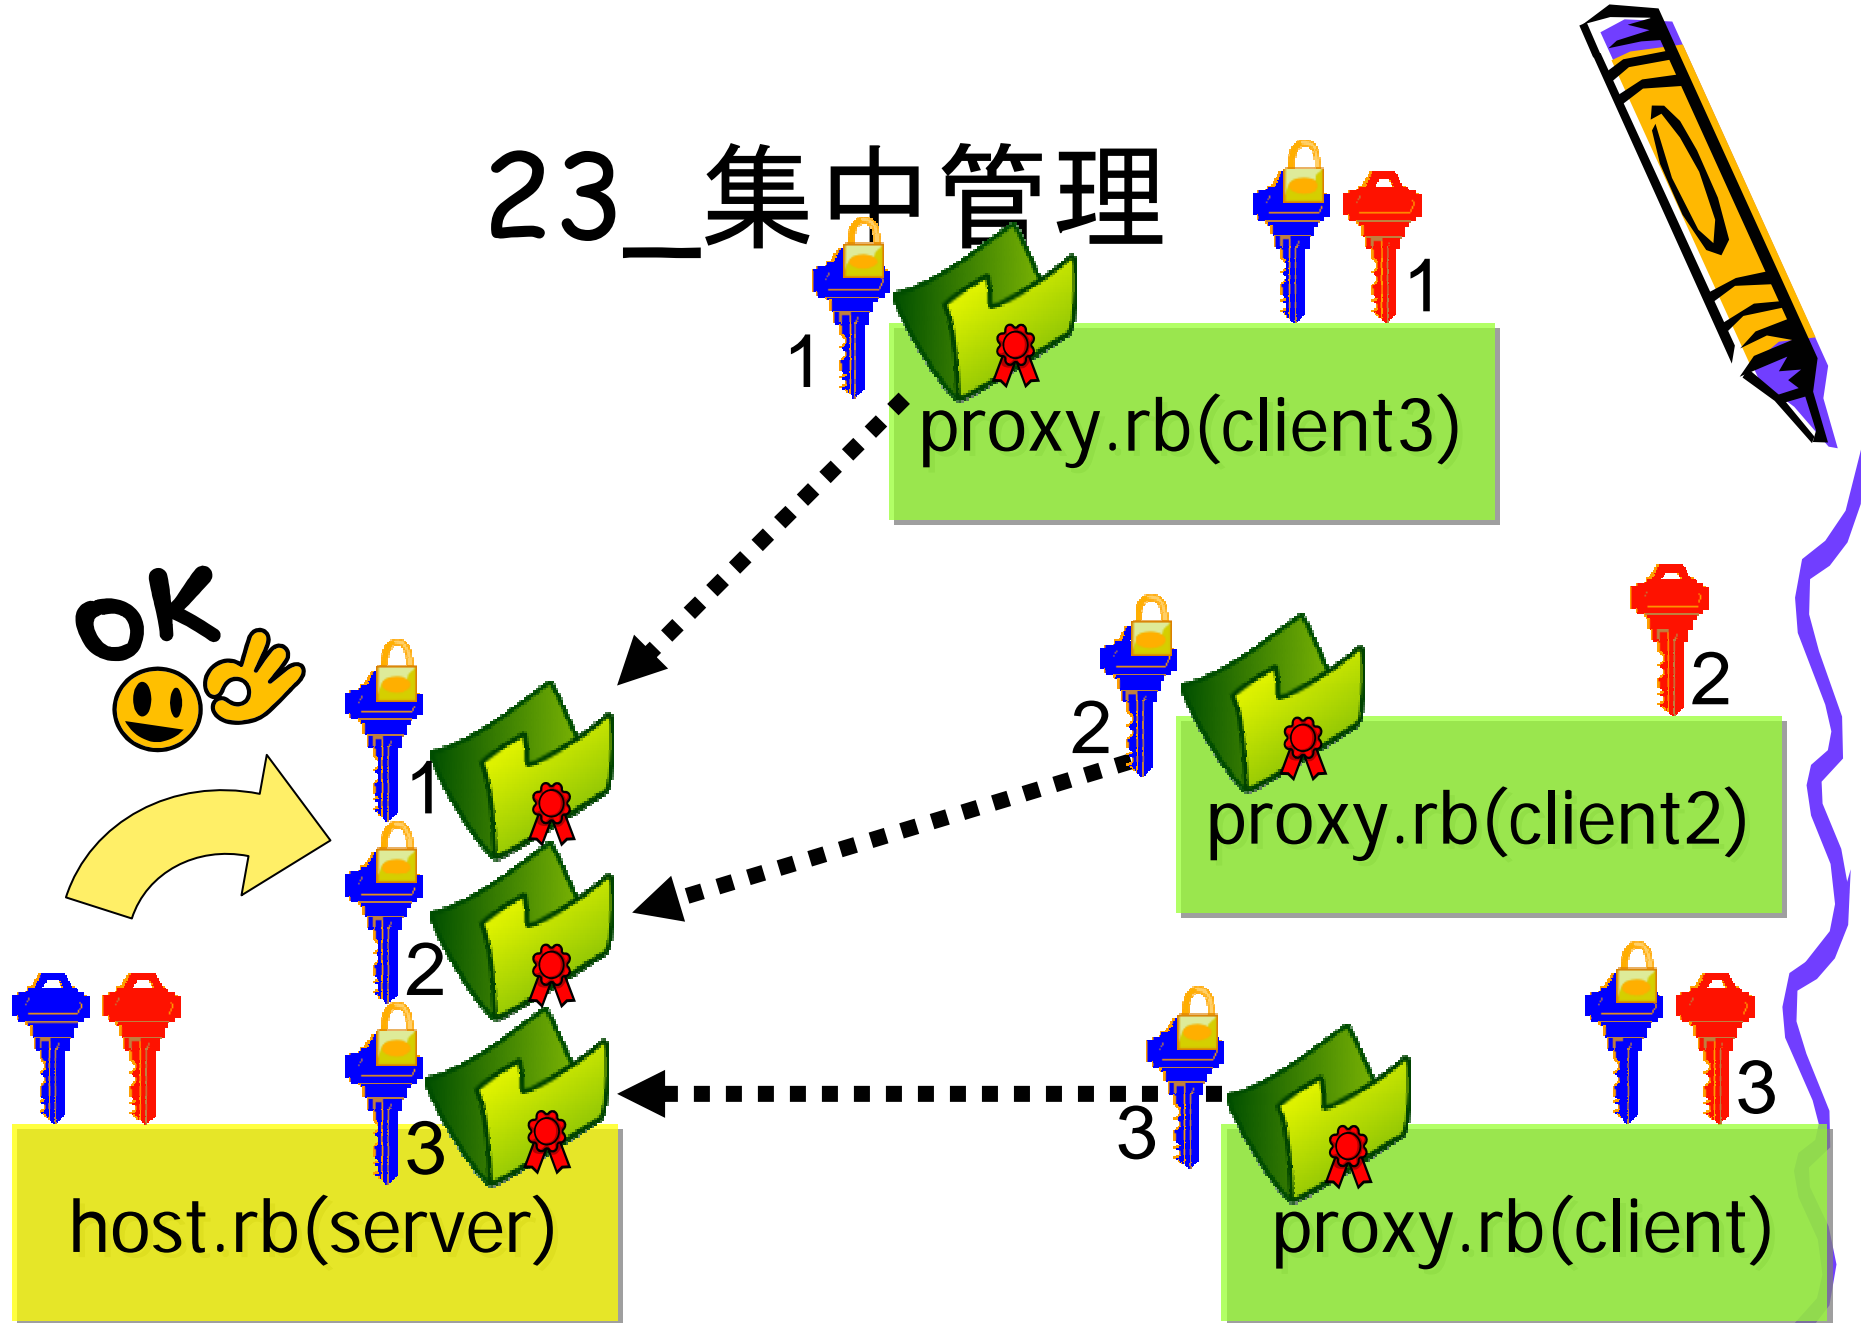 23_集中管理
1
1
proxy.rb(client3)
OK
2
2
proxy.rb(client2)
1
2
3
3
3
host.rb(server)
proxy.rb(client)